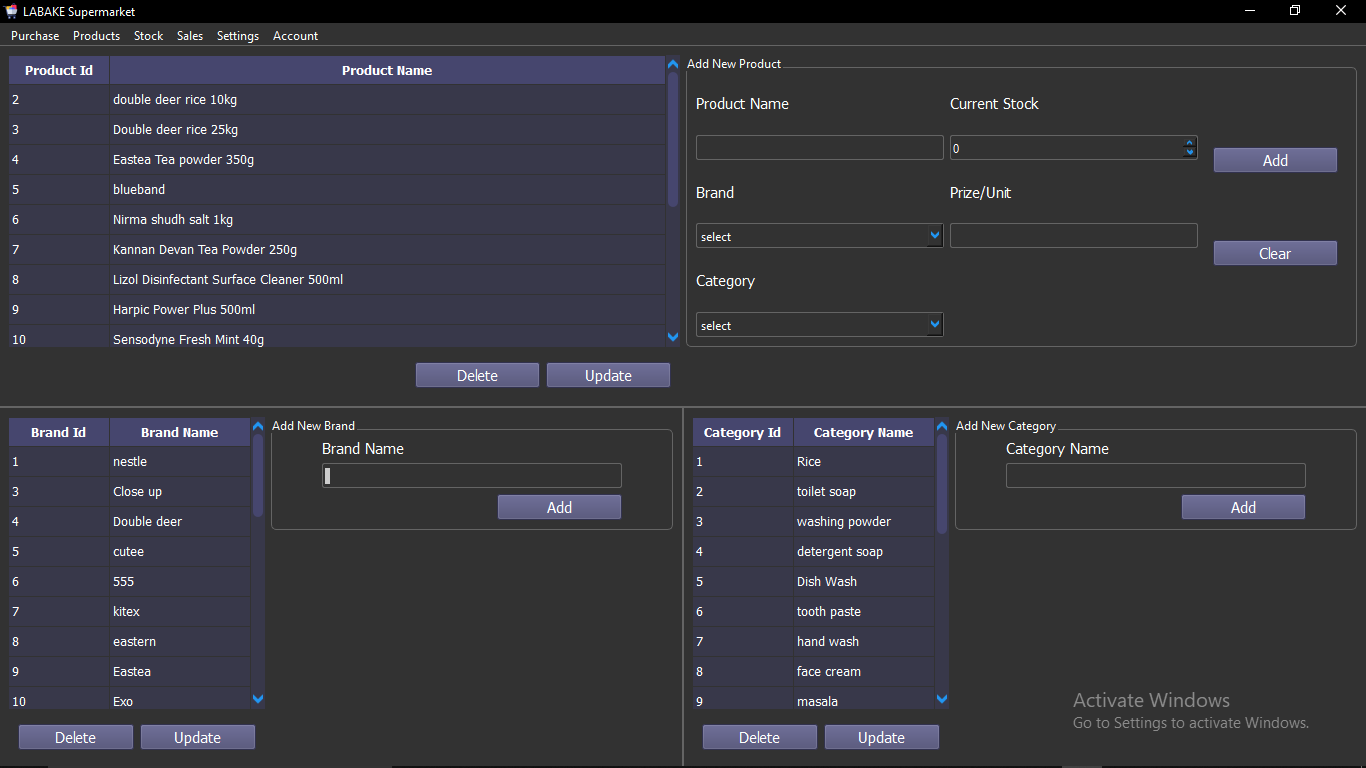 LABAKE Supermarket
Purchase Products Stock Sales Settings Account
Product Id Product Name
2 double deer rice 10kg
3 Double deer rice 25kg
4 Eastea Tea powder 350g
5 blueband
6 Nirma shudh salt 1kg
7 Kannan Devan Tea Powder 250g
8 Lizol Disinfectant Surface Cleaner 500ml
9 Harpic Power Plus 500ml
10 Sensodyne Fresh Mint 40g
Delete Update
Add New Product
Product Name Current Stock
0
Add
Brand Prize/Unit
select
Clear
Category
select
Brand Id Brand Name
1 nestle
3 Close up
4 Double deer
5 cutee
6 555
7 kitex
8 eastern
9 Eastea
10 Exo
Delete Update
Add New Brand
Brand Name
Add
Category Id Category Name
1 Rice
2 toilet soap
3 washing powder
4 detergent soap
5 Dish Wash
6 tooth paste
7 hand wash
8 face cream
9 masala
Delete Update
Add New Category
Category Name
Add
Activate Windows
Go to Settings to activate Windows.